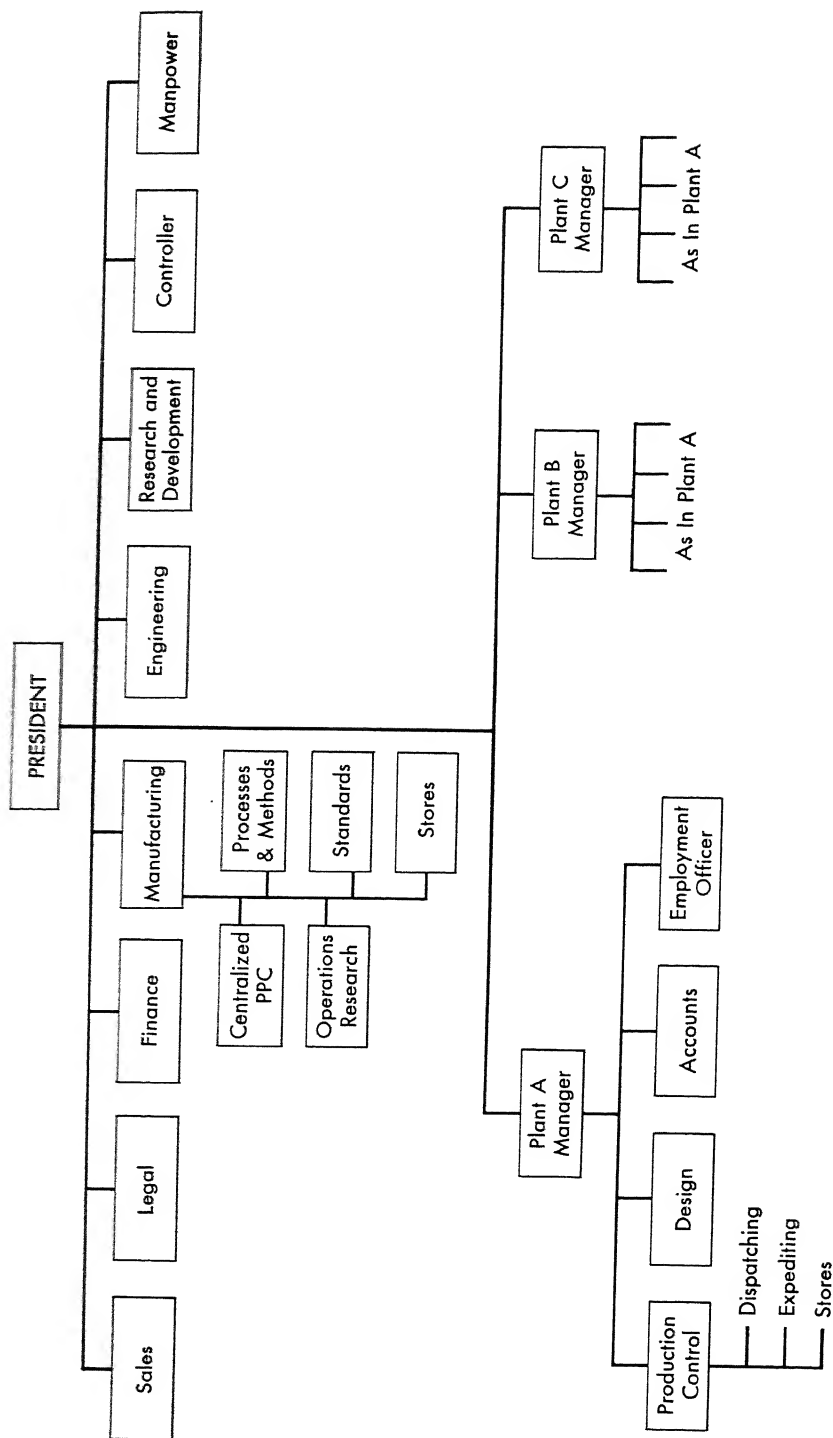 PRESIDENT
Sales
Legal
Finance
Manufacturing
Engineering
Research and
Development
Controller
Manpower
Centralized
PPC
Processes
& Methods
Operations
Research
Standards
Stores
Plant A
Manager
Plant B
Manager
Plant C
Manager
Production
Control
Design
Accounts
Employment
Officer
As In Plant A
As In Plant A
Dispatching
Expediting
Stores